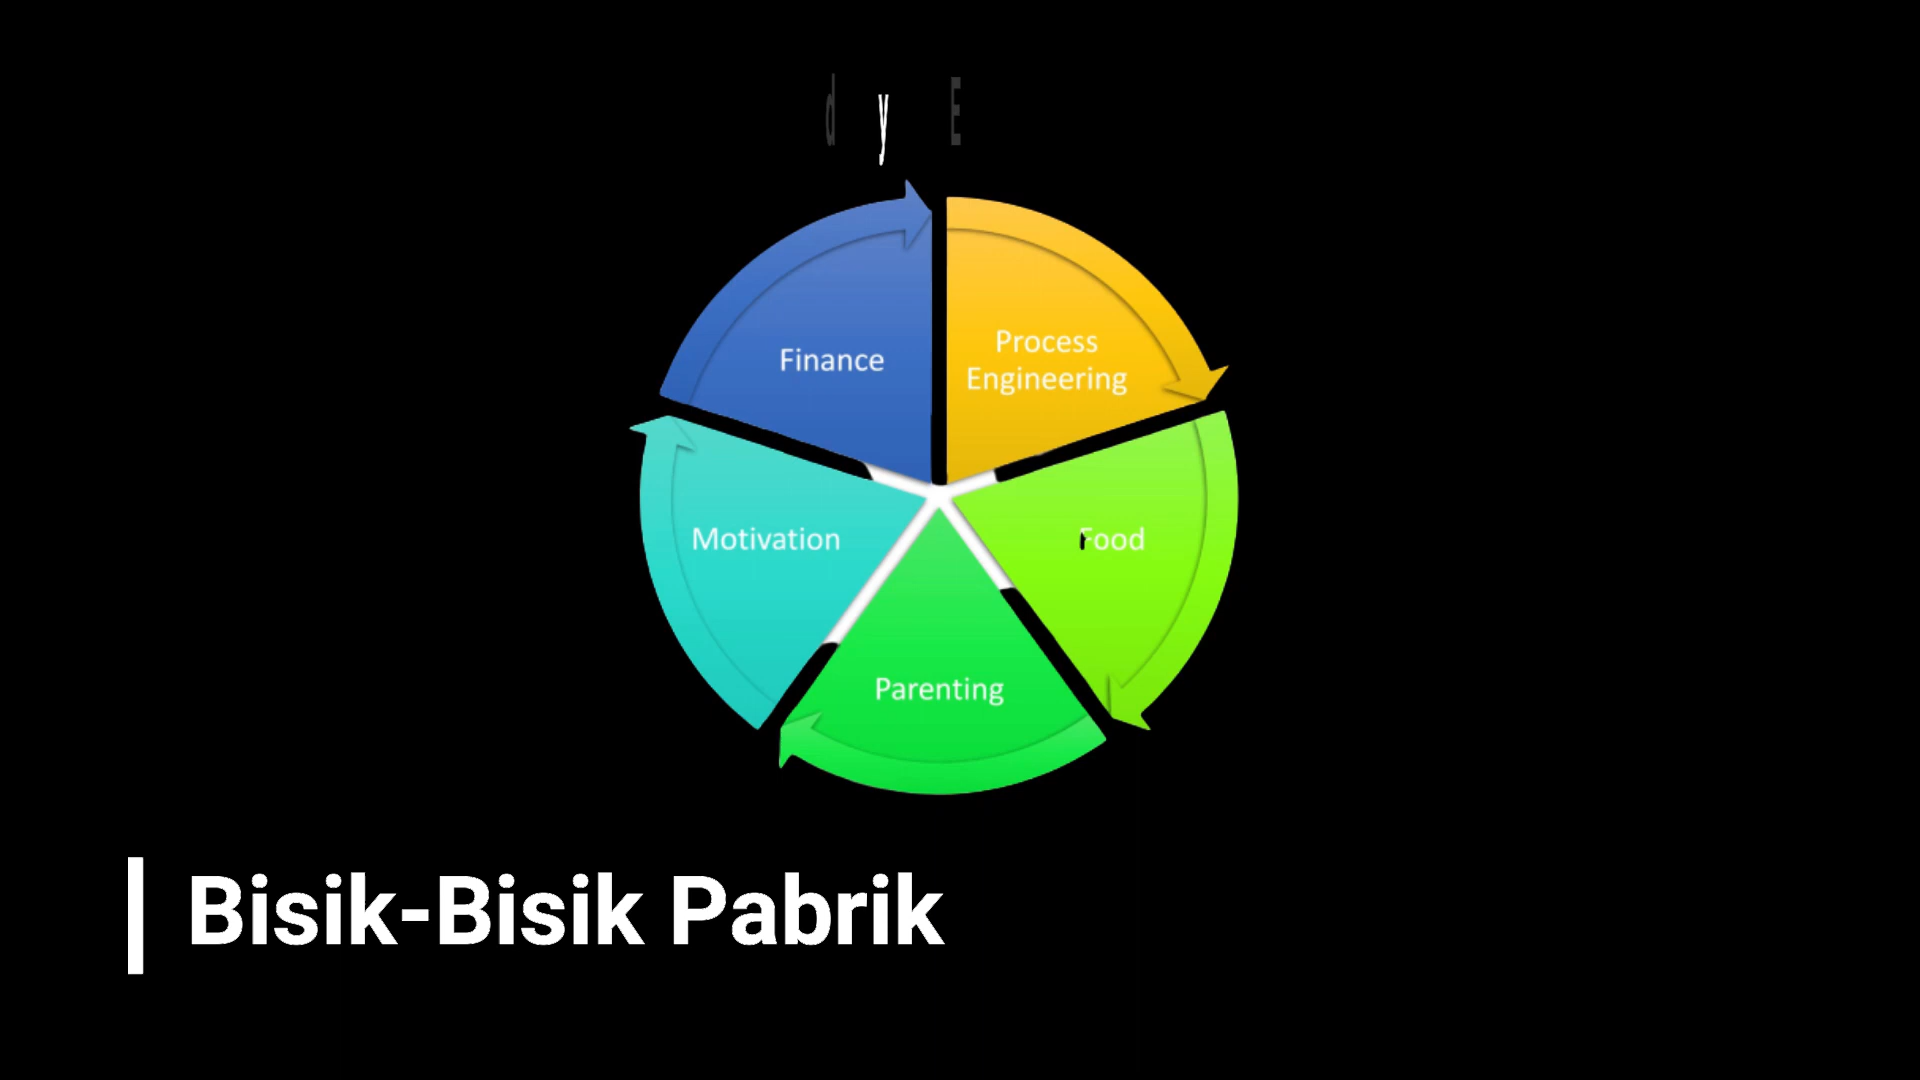 d y E
Finance
Process
Engineering
Motivation
Food
Parenting
Bisik-Bisik Pabrik